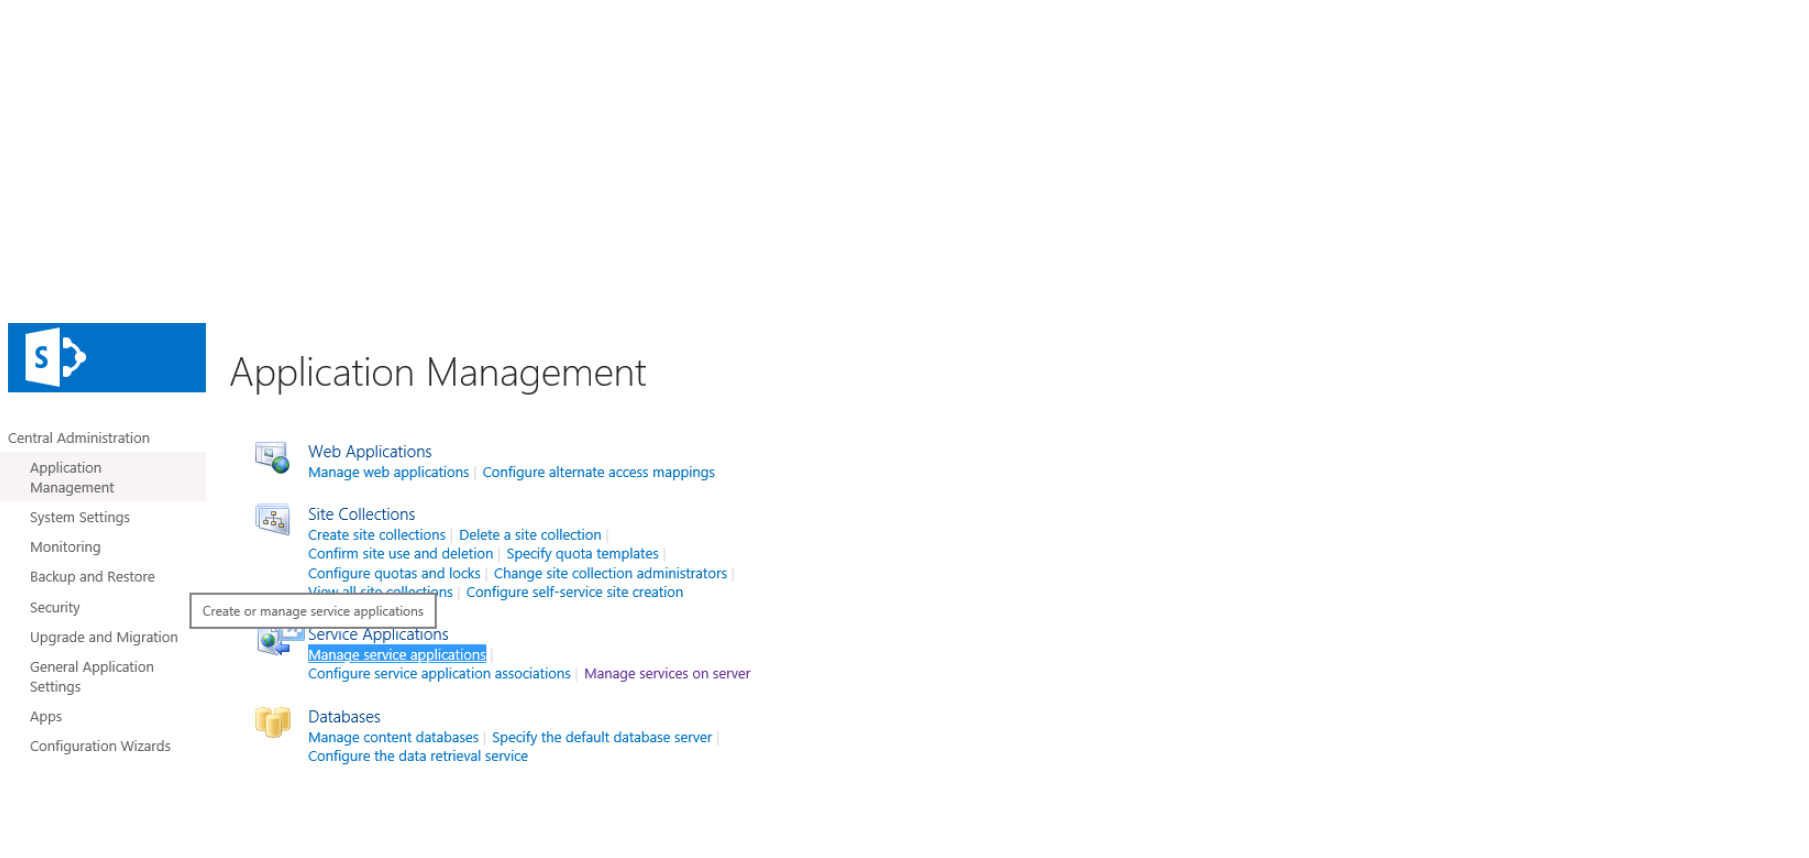 S
Application Management
Central Administration
Application
Management
System Settings
Monitoring
Backup and Restore
Security
Upgrade and Migration
General Application
Settings
Apps
Configuration Wizards
Web Applications
Manage web applications | Configure alternate access mappings
Site Collections
Create site collections | Delete a site collection |
Confirm site use and deletion | Specify quota templates |
Configure quotas and locks | Change site collection administrators |
View all site collections | Configure self-service site creation
Create or manage service applications
Service Applications
Manage service applications |
Configure service application associations | Manage services on server
Databases
Manage content databases | Specify the default database server |
Configure the data retrieval service